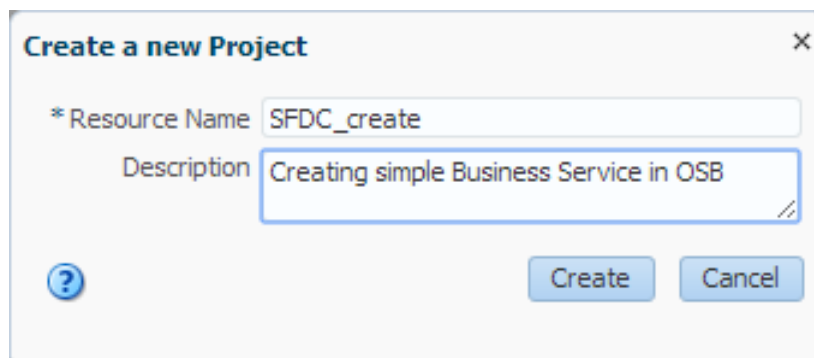 Create a new Project ×
* Resource Name SFDC_create
Description Creating simple Business Service in OSB
? Create Cancel